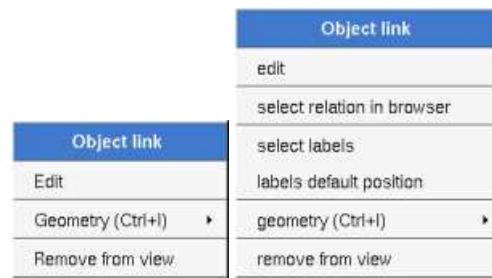 Object link
Edit
Geometry (Ctrl+I)
Remove from view
Object link
edit
select relation in browser
select labels
labels default position
geometry (Ctrl+I)
remove from view